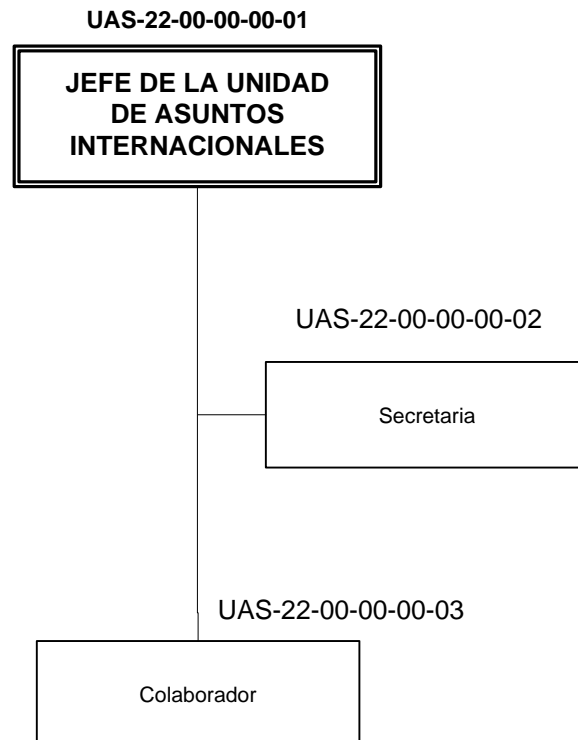 UAS-22-00-00-00-01
JEFE DE LA UNIDAD
DE ASUNTOS
INTERNACIONALES
UAS-22-00-00-00-02
Secretaria
UAS-22-00-00-00-03
Colaborador